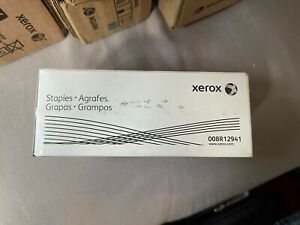 xerox
Staples • Agrafes
Grapas • Grampos
008R12941
www.xerox.com